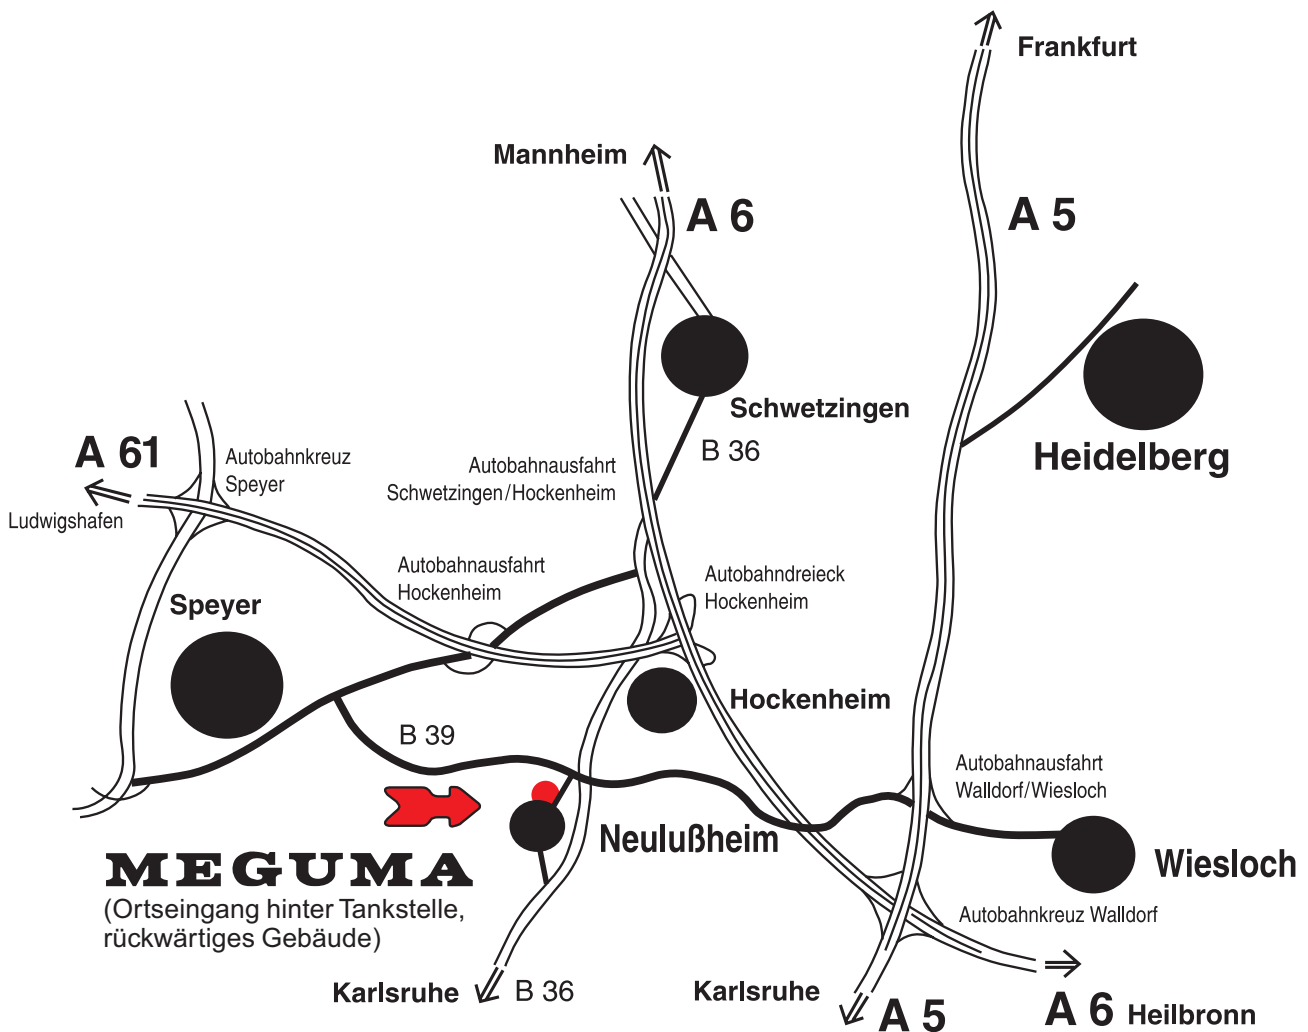 Frankfurt
Mannheim
A 6
A 5
Schwetzingen
B 36
Heidelberg
A 61
Autobahnkreuz
Speyer
Ludwigshafen
Autobahnausfahrt
Schwetzingen/Hockenheim
Autobahnausfahrt
Hockenheim
Autobahndreieck
Hockenheim
Speyer
Hockenheim
B 39
Autobahnausfahrt
Walldorf/Wiesloch
Neulußheim
Wiesloch
MEGUMA
(Ortseingang hinter Tankstelle,
rückwärtiges Gebäude)
Autobahnkreuz Walldorf
Karlsruhe
B 36
Karlsruhe
A 5
A 6 Heilbronn